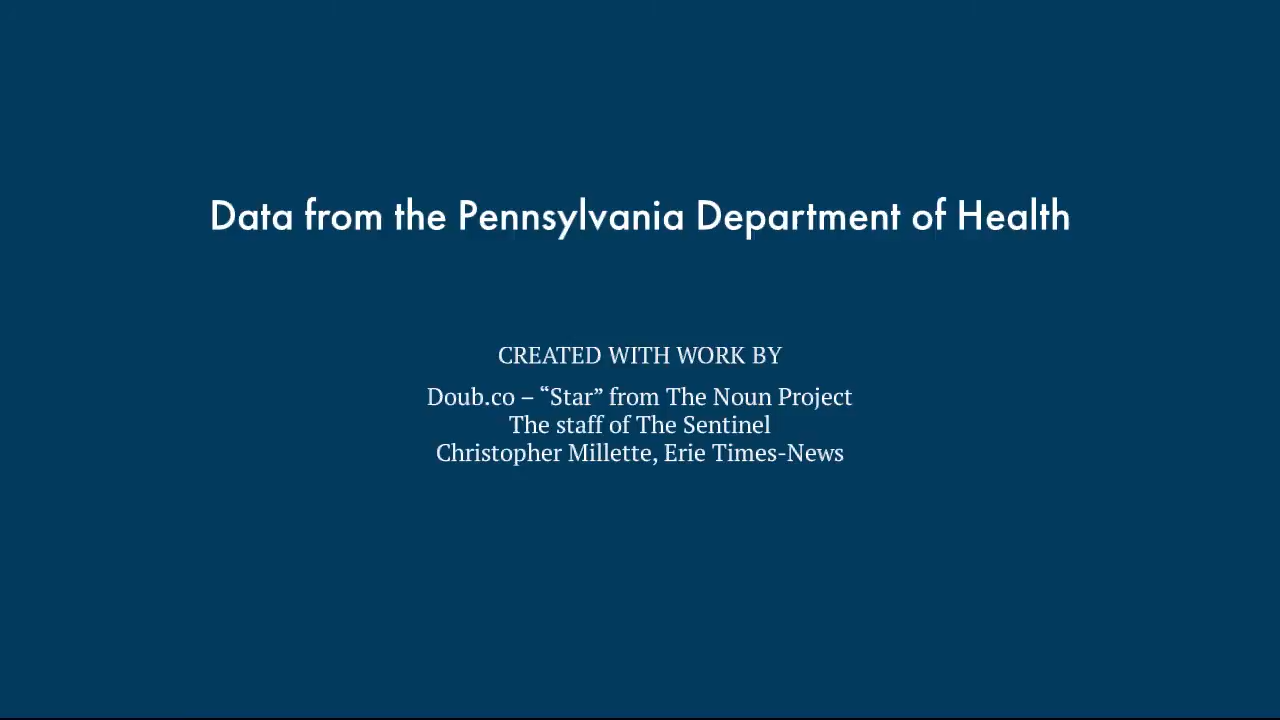 Data from the Pennsylvania Department of Health
CREATED WITH WORK BY
Doub.co – “Star” from The Noun Project
The staff of The Sentinel
Christopher Millette, Erie Times-News